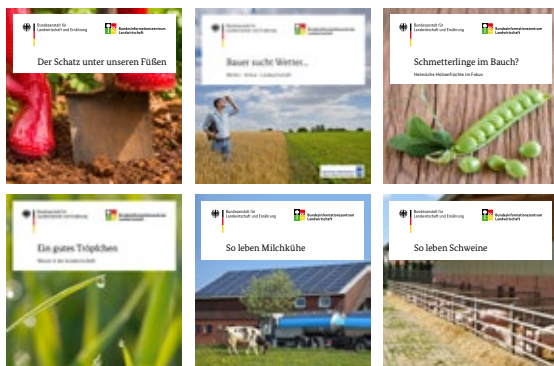 Bundesanstalt für
Landwirtschaft und Ernährung
Bundesinformationszentrum
Landwirtschaft
Der Schatz unter unseren Füßen
Bundesanstalt für
Landwirtschaft und Ernährung
Bundesinformationszentrum
Landwirtschaft
Bauer sucht Wetter...
Bundesanstalt für
Landwirtschaft und Ernährung
Bundesinformationszentrum
Landwirtschaft
Schmetterlinge im Bauch?
Heimische Hülsenfrüchte im Fokus
Bundesanstalt für
Landwirtschaft und Ernährung
Bundesinformationszentrum
Landwirtschaft
Ein gutes Tröpfchen
Wasser in der Landwirtschaft
Bundesanstalt für
Landwirtschaft und Ernährung
Bundesinformationszentrum
Landwirtschaft
So leben Milchkühe
Bundesanstalt für
Landwirtschaft und Ernährung
Bundesinformationszentrum
Landwirtschaft
So leben Schweine